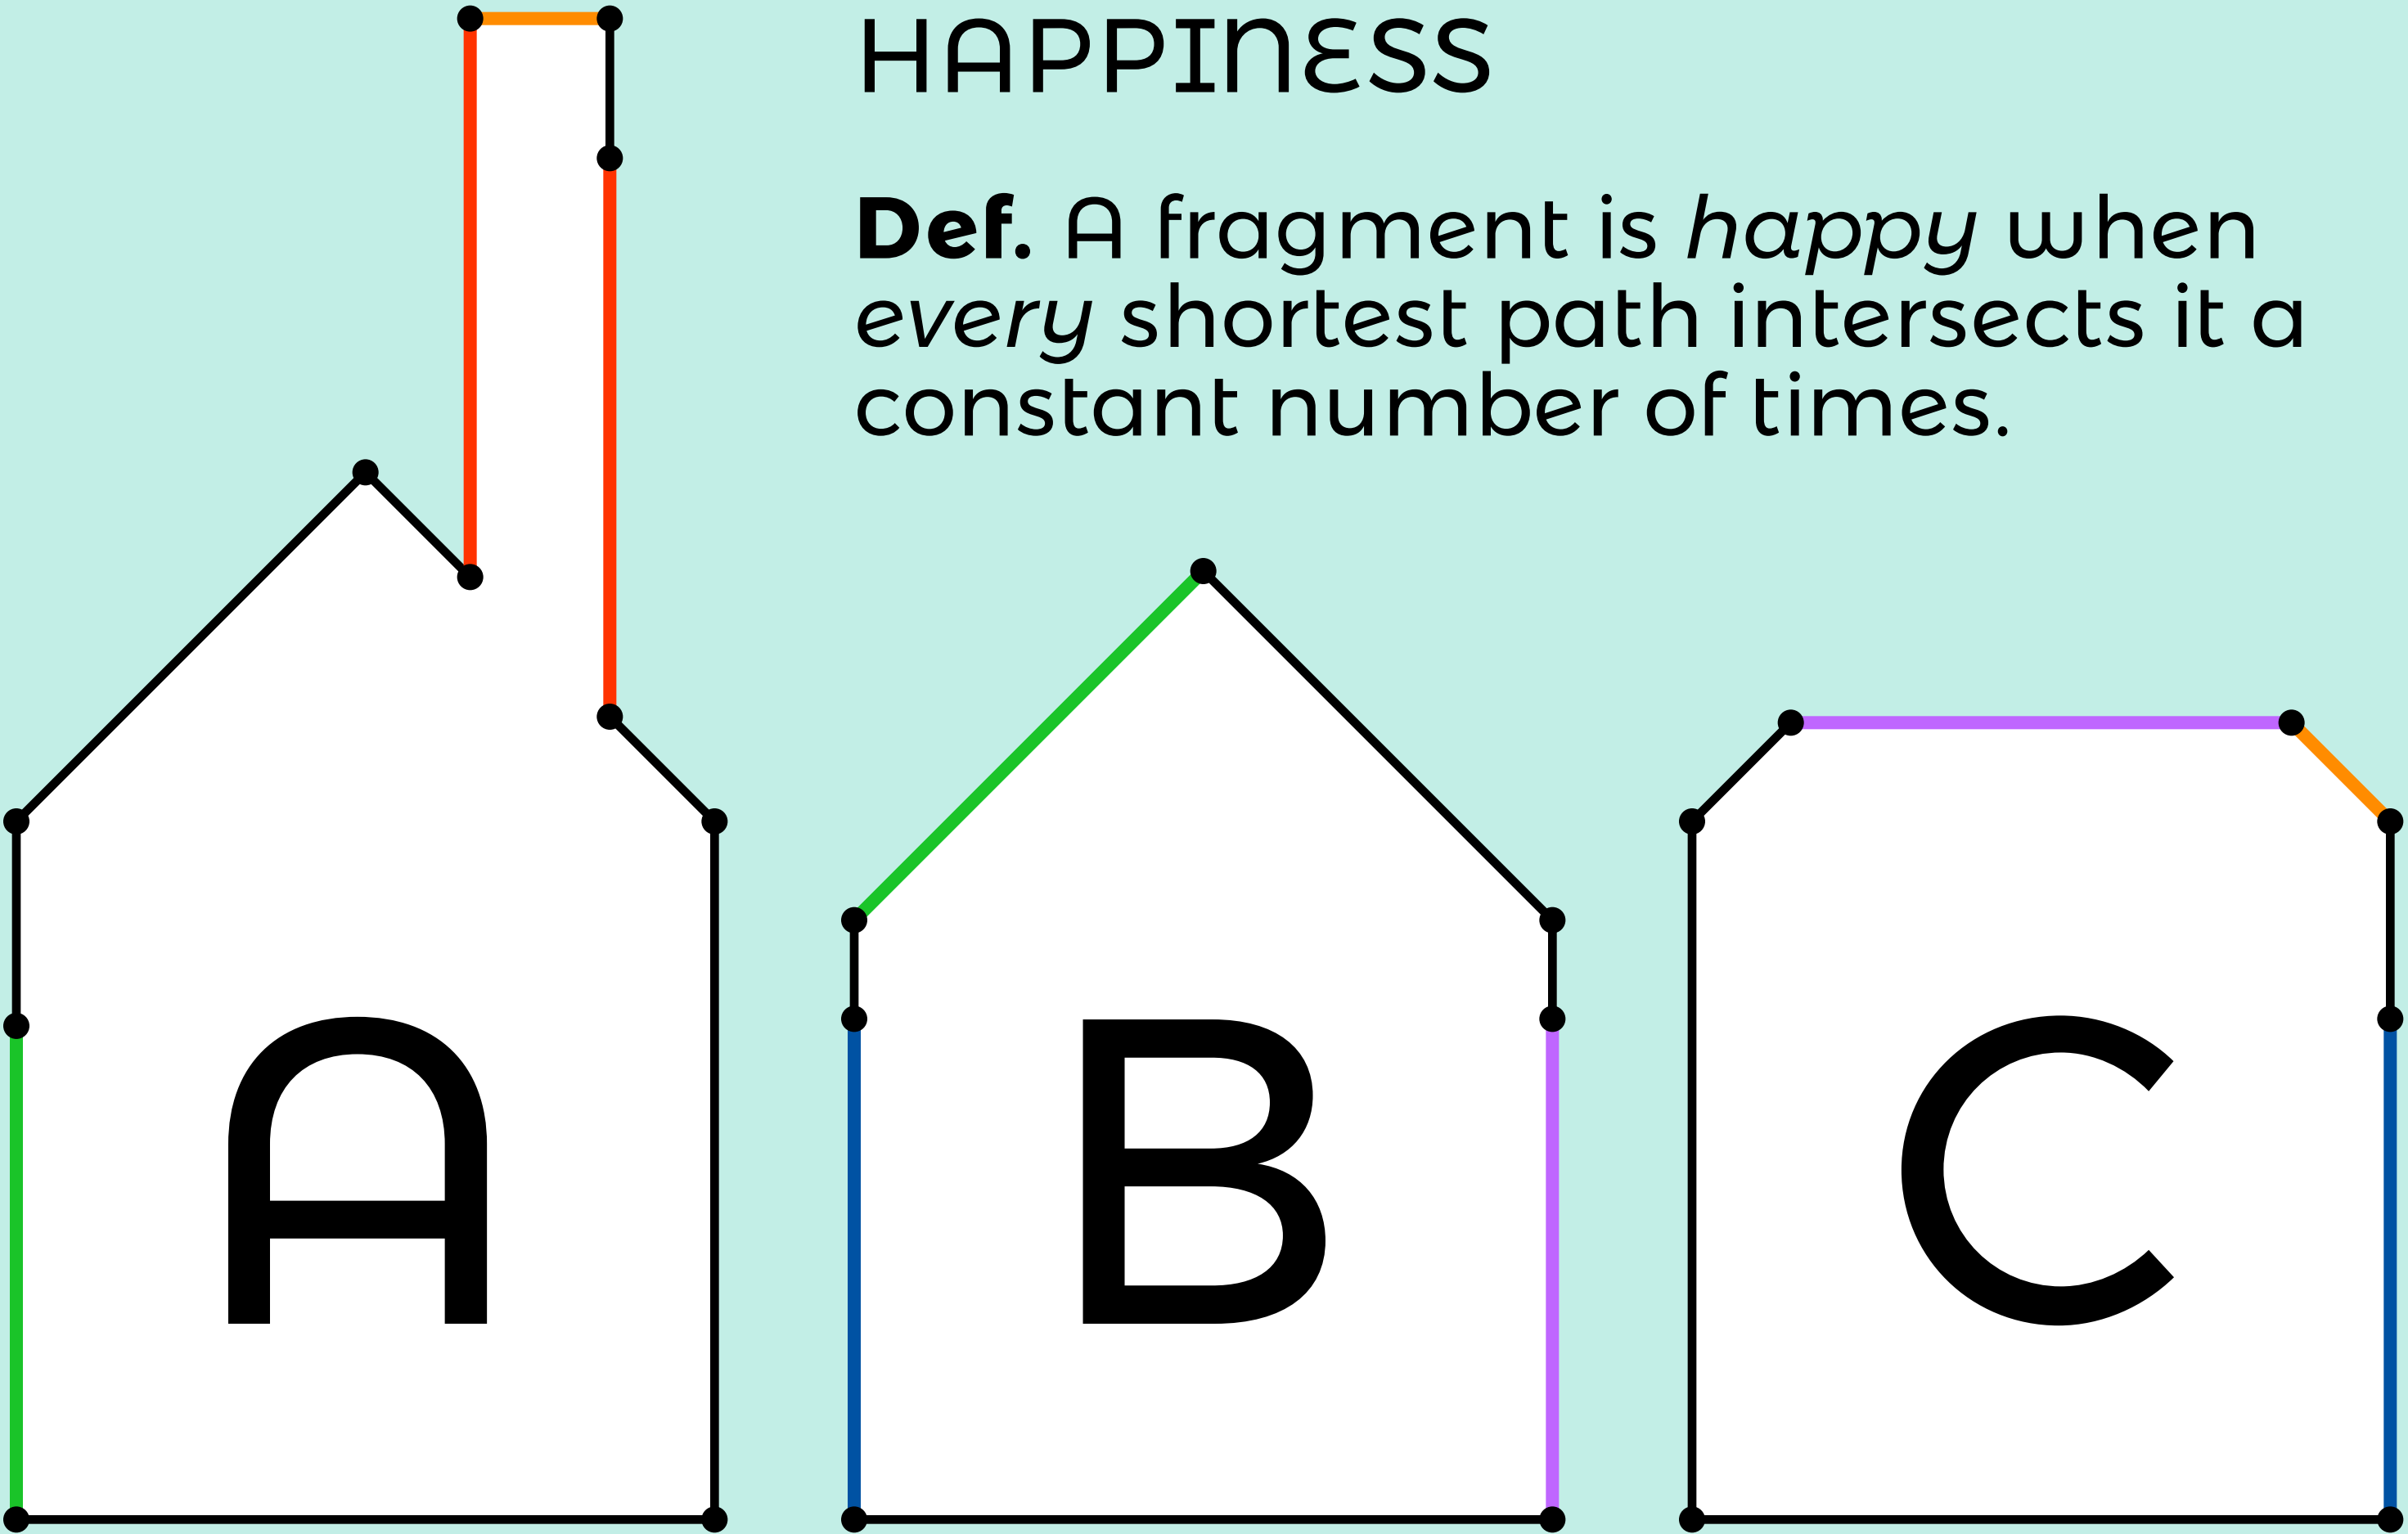 HAPPINESS
Def. A fragment is happy when
every shortest path intersects it a
constant number of times.
A
B
C